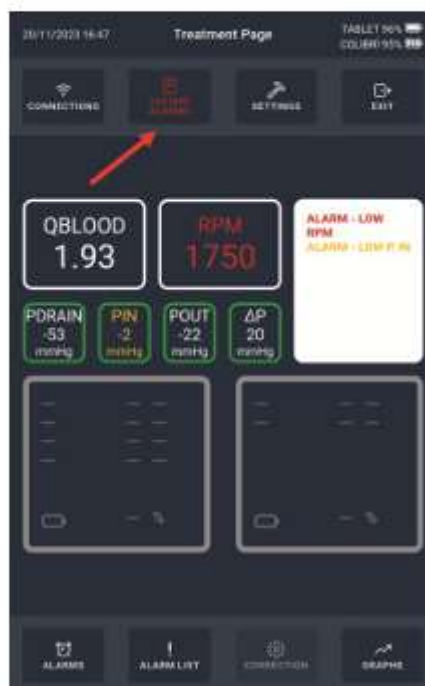 20/11/2023 16:47
Treatment Page
TABLET 96%
COLIBRI 95%
CONNECTIONS
SETTINGS
EXIT
QBLOOD
1.93
RPM
1750
ALARM - LOW
RPM
ALARM - LOW P IN
PDRAIN
-53
mmHg
PIN
-2
mmHg
POUT
-22
mmHg
ΔP
20
mmHg
-- %
-- %
ALARMS
ALARM LIST
CORRECTION
GRAPHS